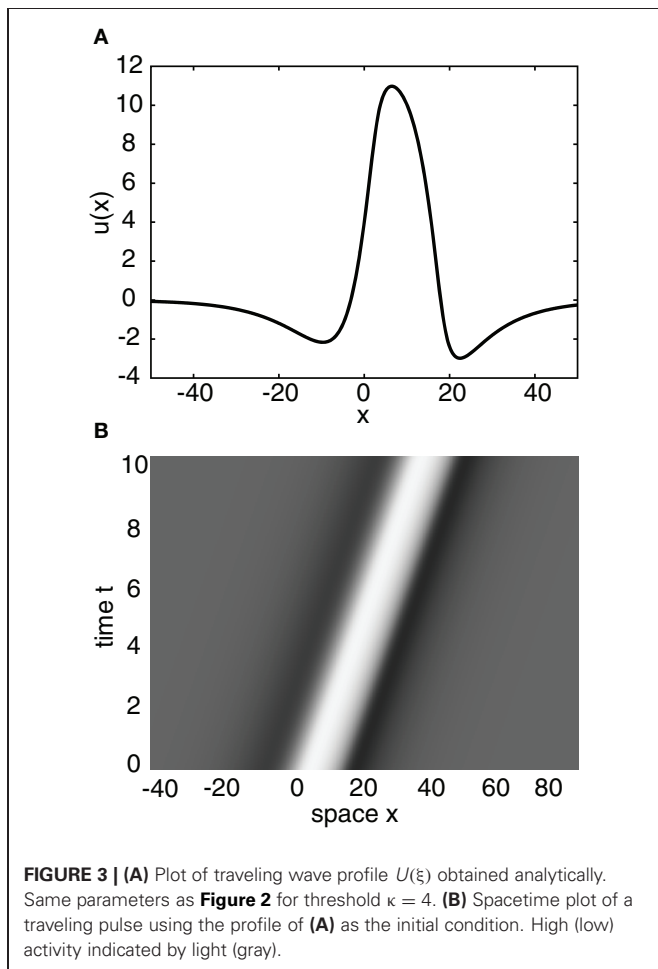 A
12
10
8
6
4
2
0
-2
-4
u(x)
-40 -20 0 20 40
x
B
10
8
6
4
2
0
time t
-40 -20 0 20 40 60 80
space x
FIGURE 3 | (A) Plot of traveling wave profile U(ξ) obtained analytically.
Same parameters as Figure 2 for threshold κ = 4. (B) Spacetime plot of a
traveling pulse using the profile of (A) as the initial condition. High (low)
activity indicated by light (gray).